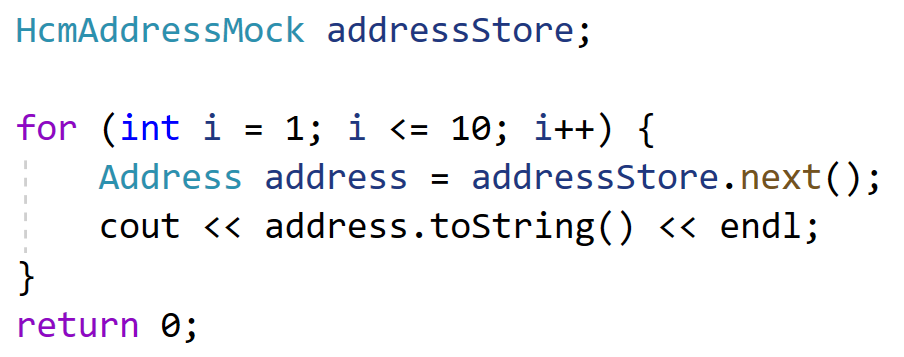 HcmAddressMock addressStore;
for (int i = 1; i <= 10; i++) {
    Address address = addressStore.next();
    cout << address.toString() << endl;
}
return 0;